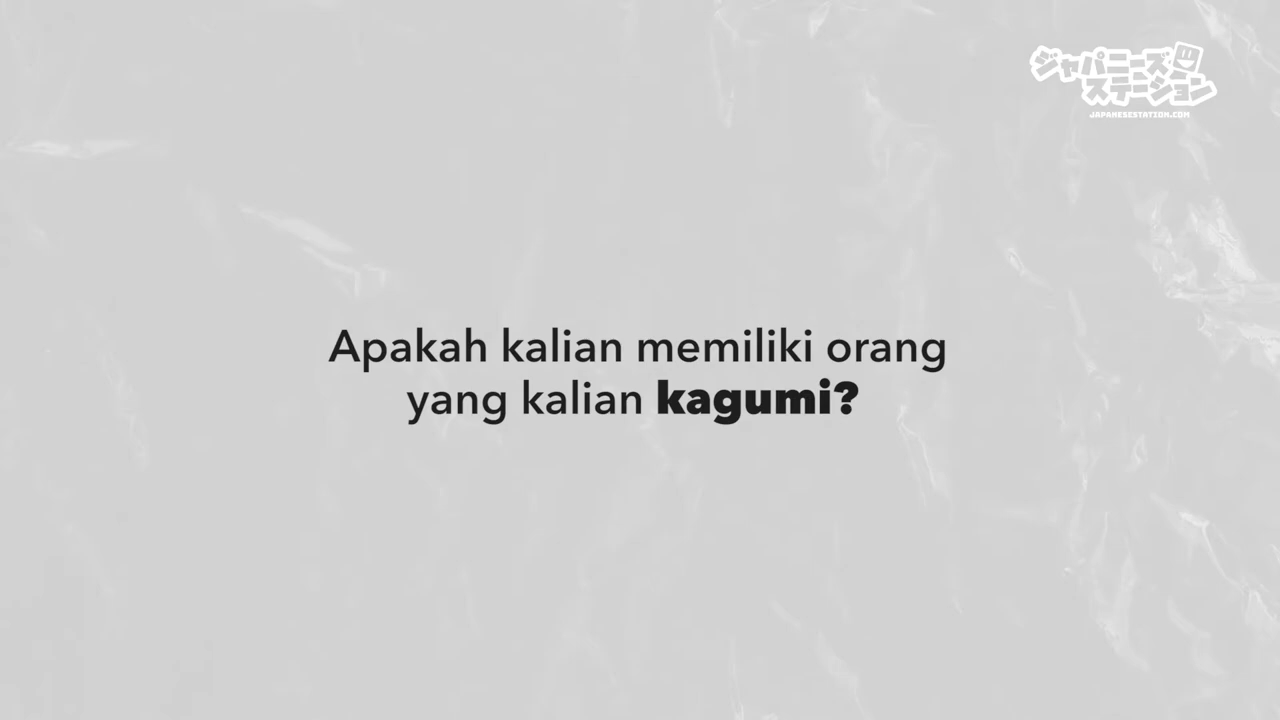 ジャパニーズ
ステーション
JAPANESESTATION.COM
Apakah kalian memiliki orang
yang kalian kagumi?